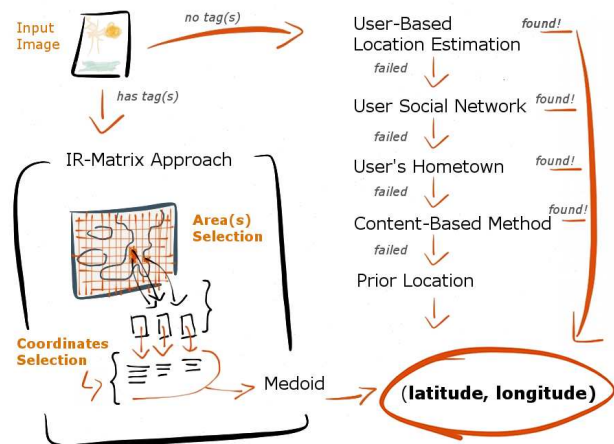 Input
Image
no tag(s)
has tag(s)
User-Based
Location Estimation
found!
failed
User Social Network
found!
failed
User's Hometown
found!
failed
Content-Based Method
found!
failed
Prior Location
IR-Matrix Approach
Area(s)
Selection
Coordinates
Selection
Medoid
(latitude, longitude)